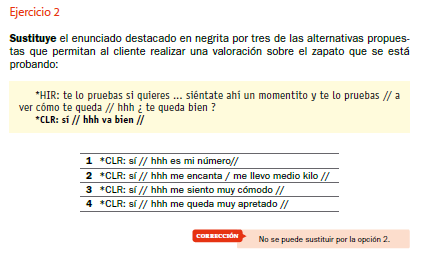 Ejercicio 2
Sustituye el enunciado destacado en negrita por tres de las alternativas propues-
tas que permitan al cliente realizar una valoración sobre el zapato que se está
probando:
*HIR: te lo pruebas si quieres ... siéntate ahí un momentito y te lo pruebas // a
ver cómo te queda // hhh ¿ te queda bien ?
*CLR: sí // hhh va bien //
1 *CLR: sí // hhh es mi número//
2 *CLR: sí // hhh me encanta / me llevo medio kilo //
3 *CLR: sí // hhh me siento muy cómodo //
4 *CLR: sí // hhh me queda muy apretado //
CORRECCIÓN No se puede sustituir por la opción 2.